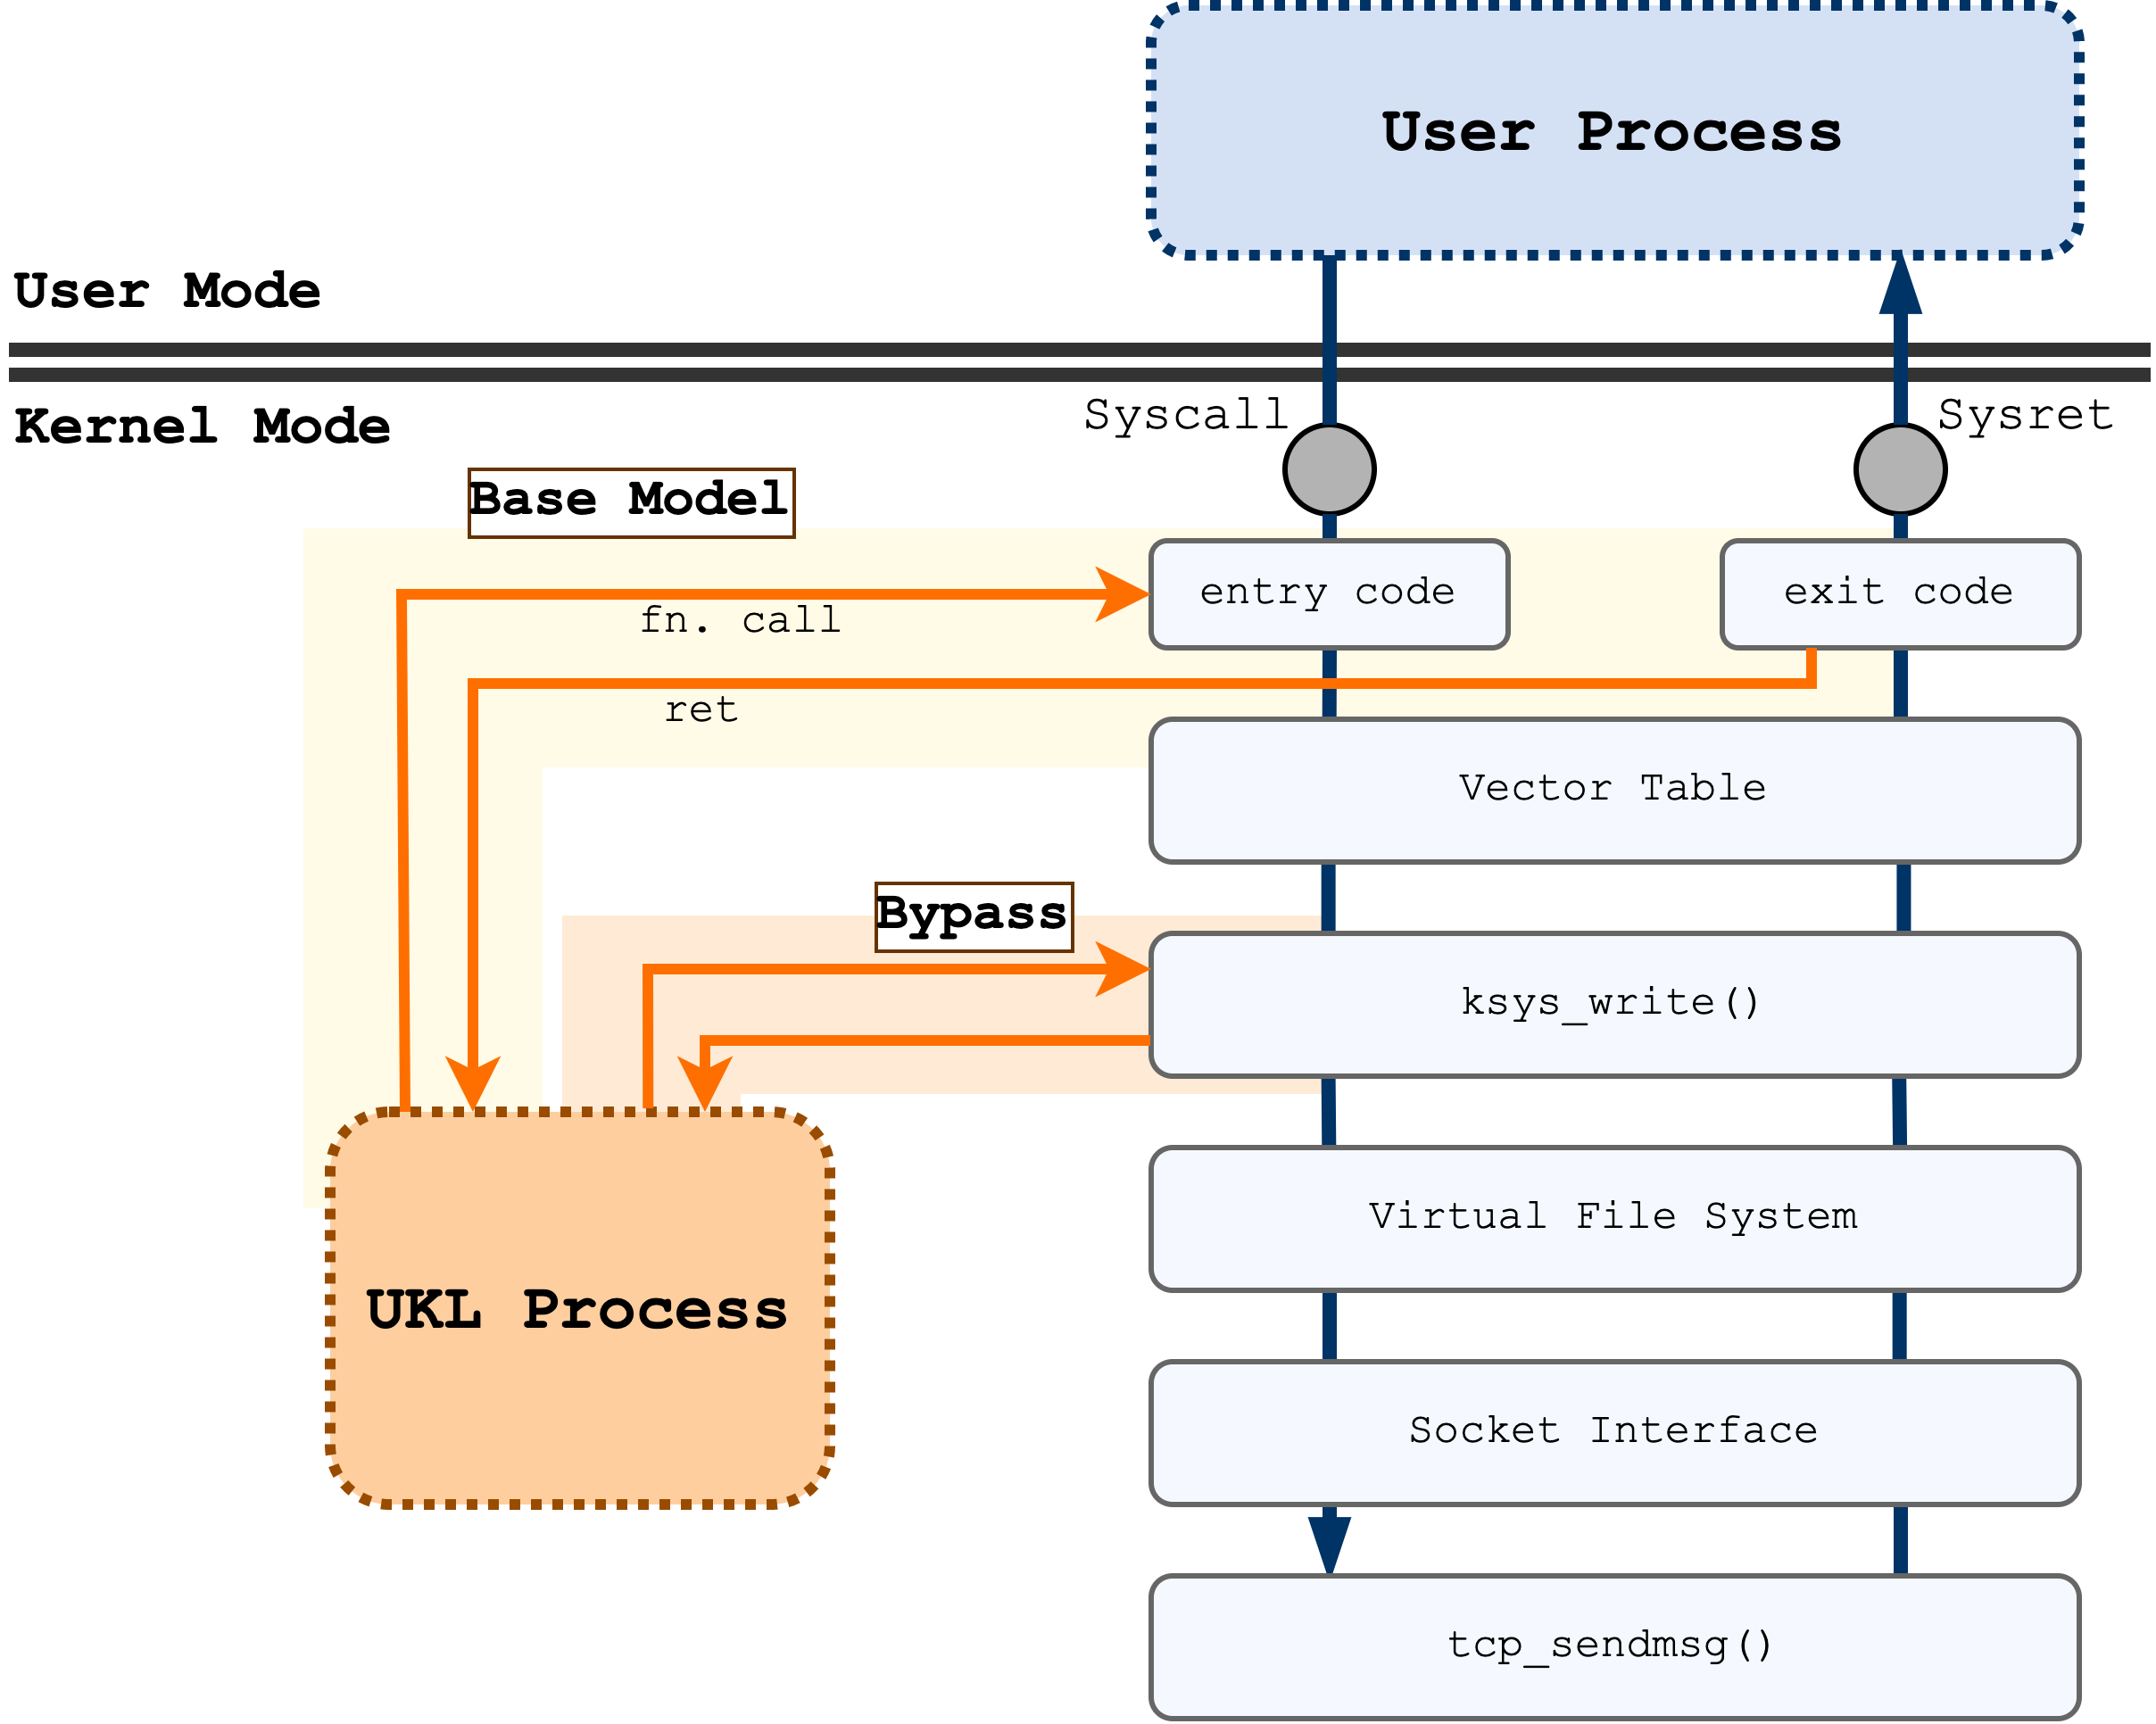 User Process
User Mode
Kernel Mode
Syscall
Sysret
Base Model
entry code
exit code
fn. call
ret
Vector Table
Bypass
ksys_write()
Virtual File System
UKL Process
Socket Interface
tcp_sendmsg()